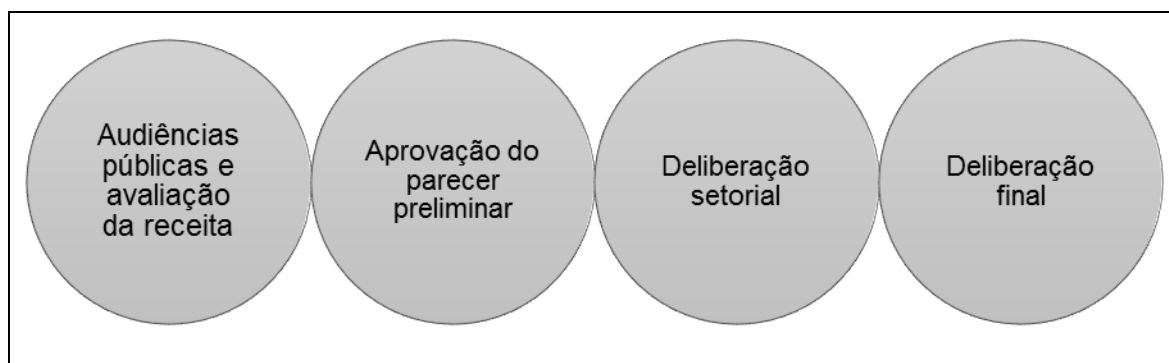 Audiências
públicas e
avaliação
da receita
Aprovação do
parecer
preliminar
Deliberação
setorial
Deliberação
final